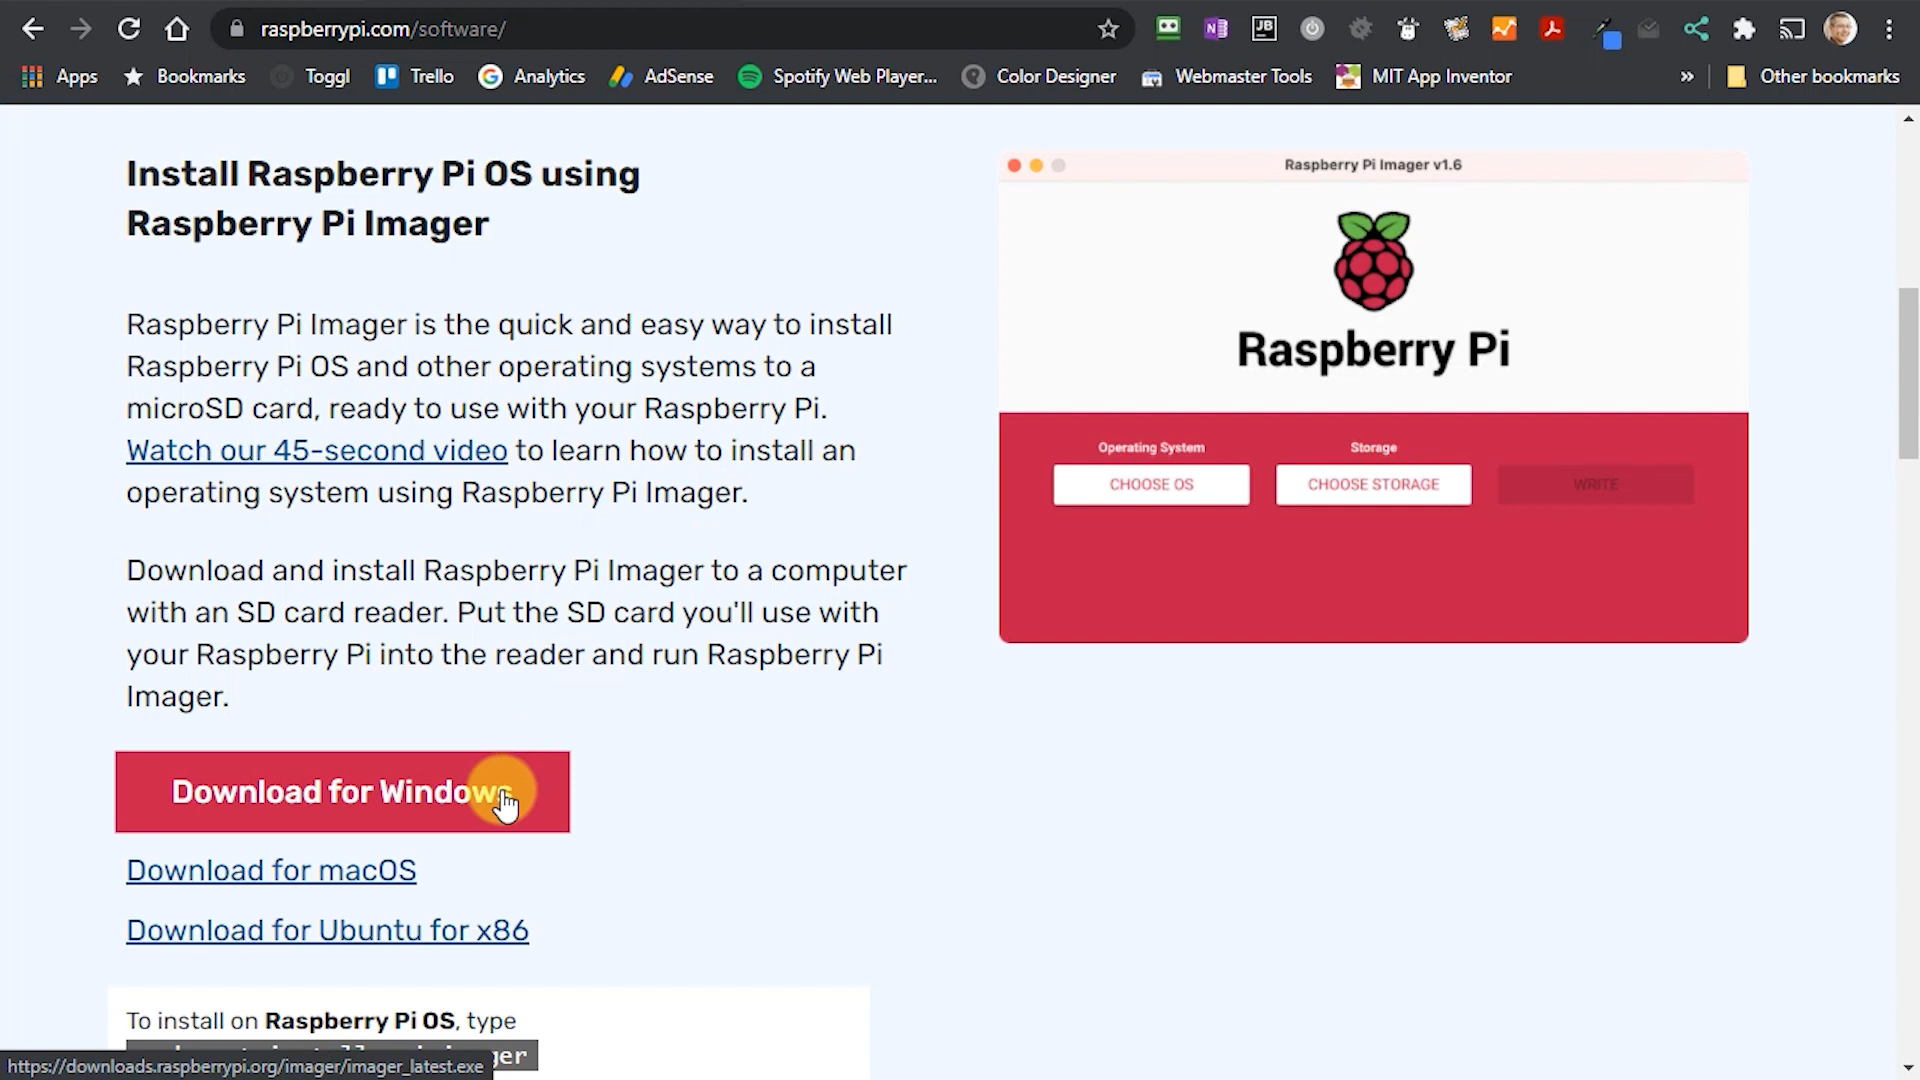 raspberrypi.com/software/
Apps
Bookmarks
Toggl
Trello
Analytics
AdSense
Spotify Web Player...
Color Designer
Webmaster Tools
MIT App Inventor
»
Other bookmarks
Install Raspberry Pi OS using
Raspberry Pi Imager
Raspberry Pi Imager is the quick and easy way to install
Raspberry Pi OS and other operating systems to a
microSD card, ready to use with your Raspberry Pi.
Watch our 45-second video to learn how to install an
operating system using Raspberry Pi Imager.
Download and install Raspberry Pi Imager to a computer
with an SD card reader. Put the SD card you'll use with
your Raspberry Pi into the reader and run Raspberry Pi
Imager.
Download for Windows
Download for macOS
Download for Ubuntu for x86
To install on Raspberry Pi OS, type
https://downloads.raspberrypi.org/imager/imager_latest.exe
Raspberry Pi Imager v1.6
Raspberry Pi
Operating System
Storage
CHOOSE OS
CHOOSE STORAGE
WRITE